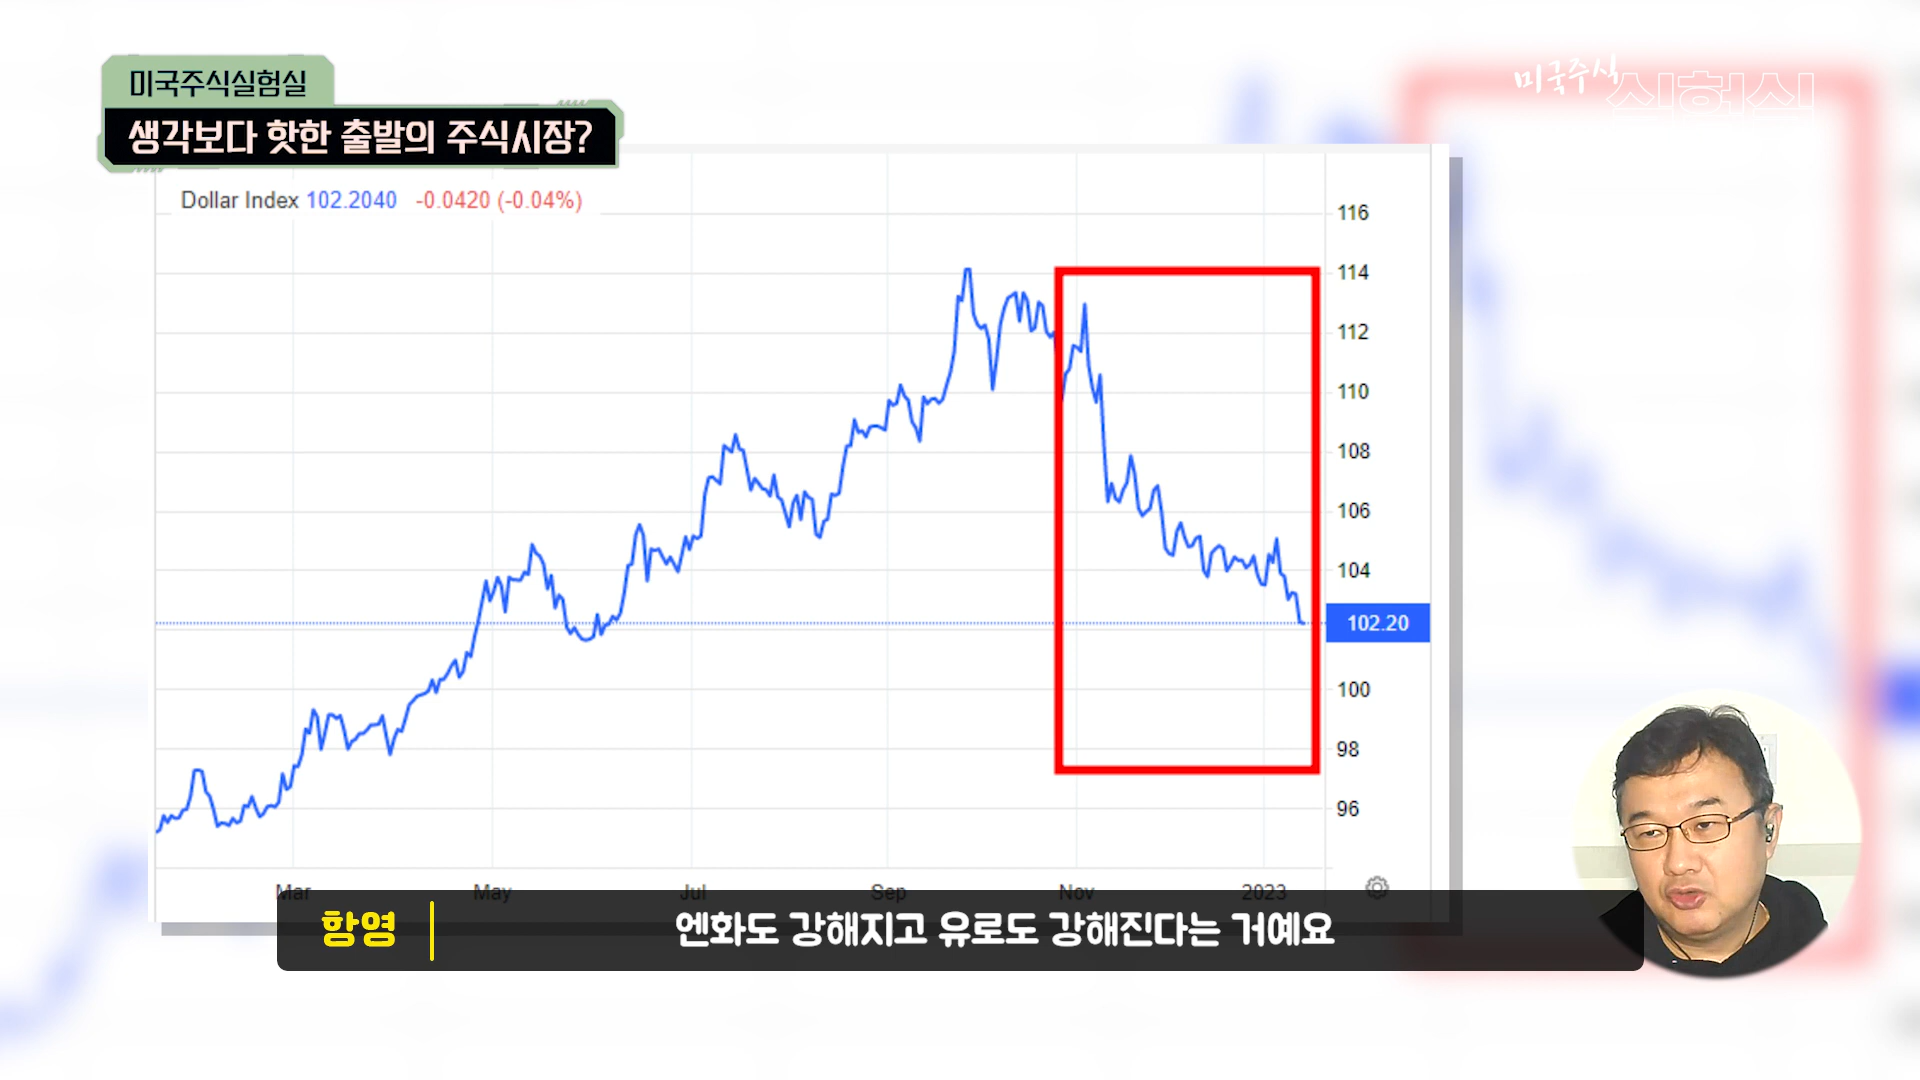 미국주식실험실
생각보다 핫한 출발의 주식시장?
미국주식
실험실
Dollar Index 102.2040 -0.0420 (-0.04%)
116
114
112
110
108
106
104
102.20
100
98
96
Mar May Jul Sep Nov 2023
항영
엔화도 강해지고 유로도 강해진다는 거예요